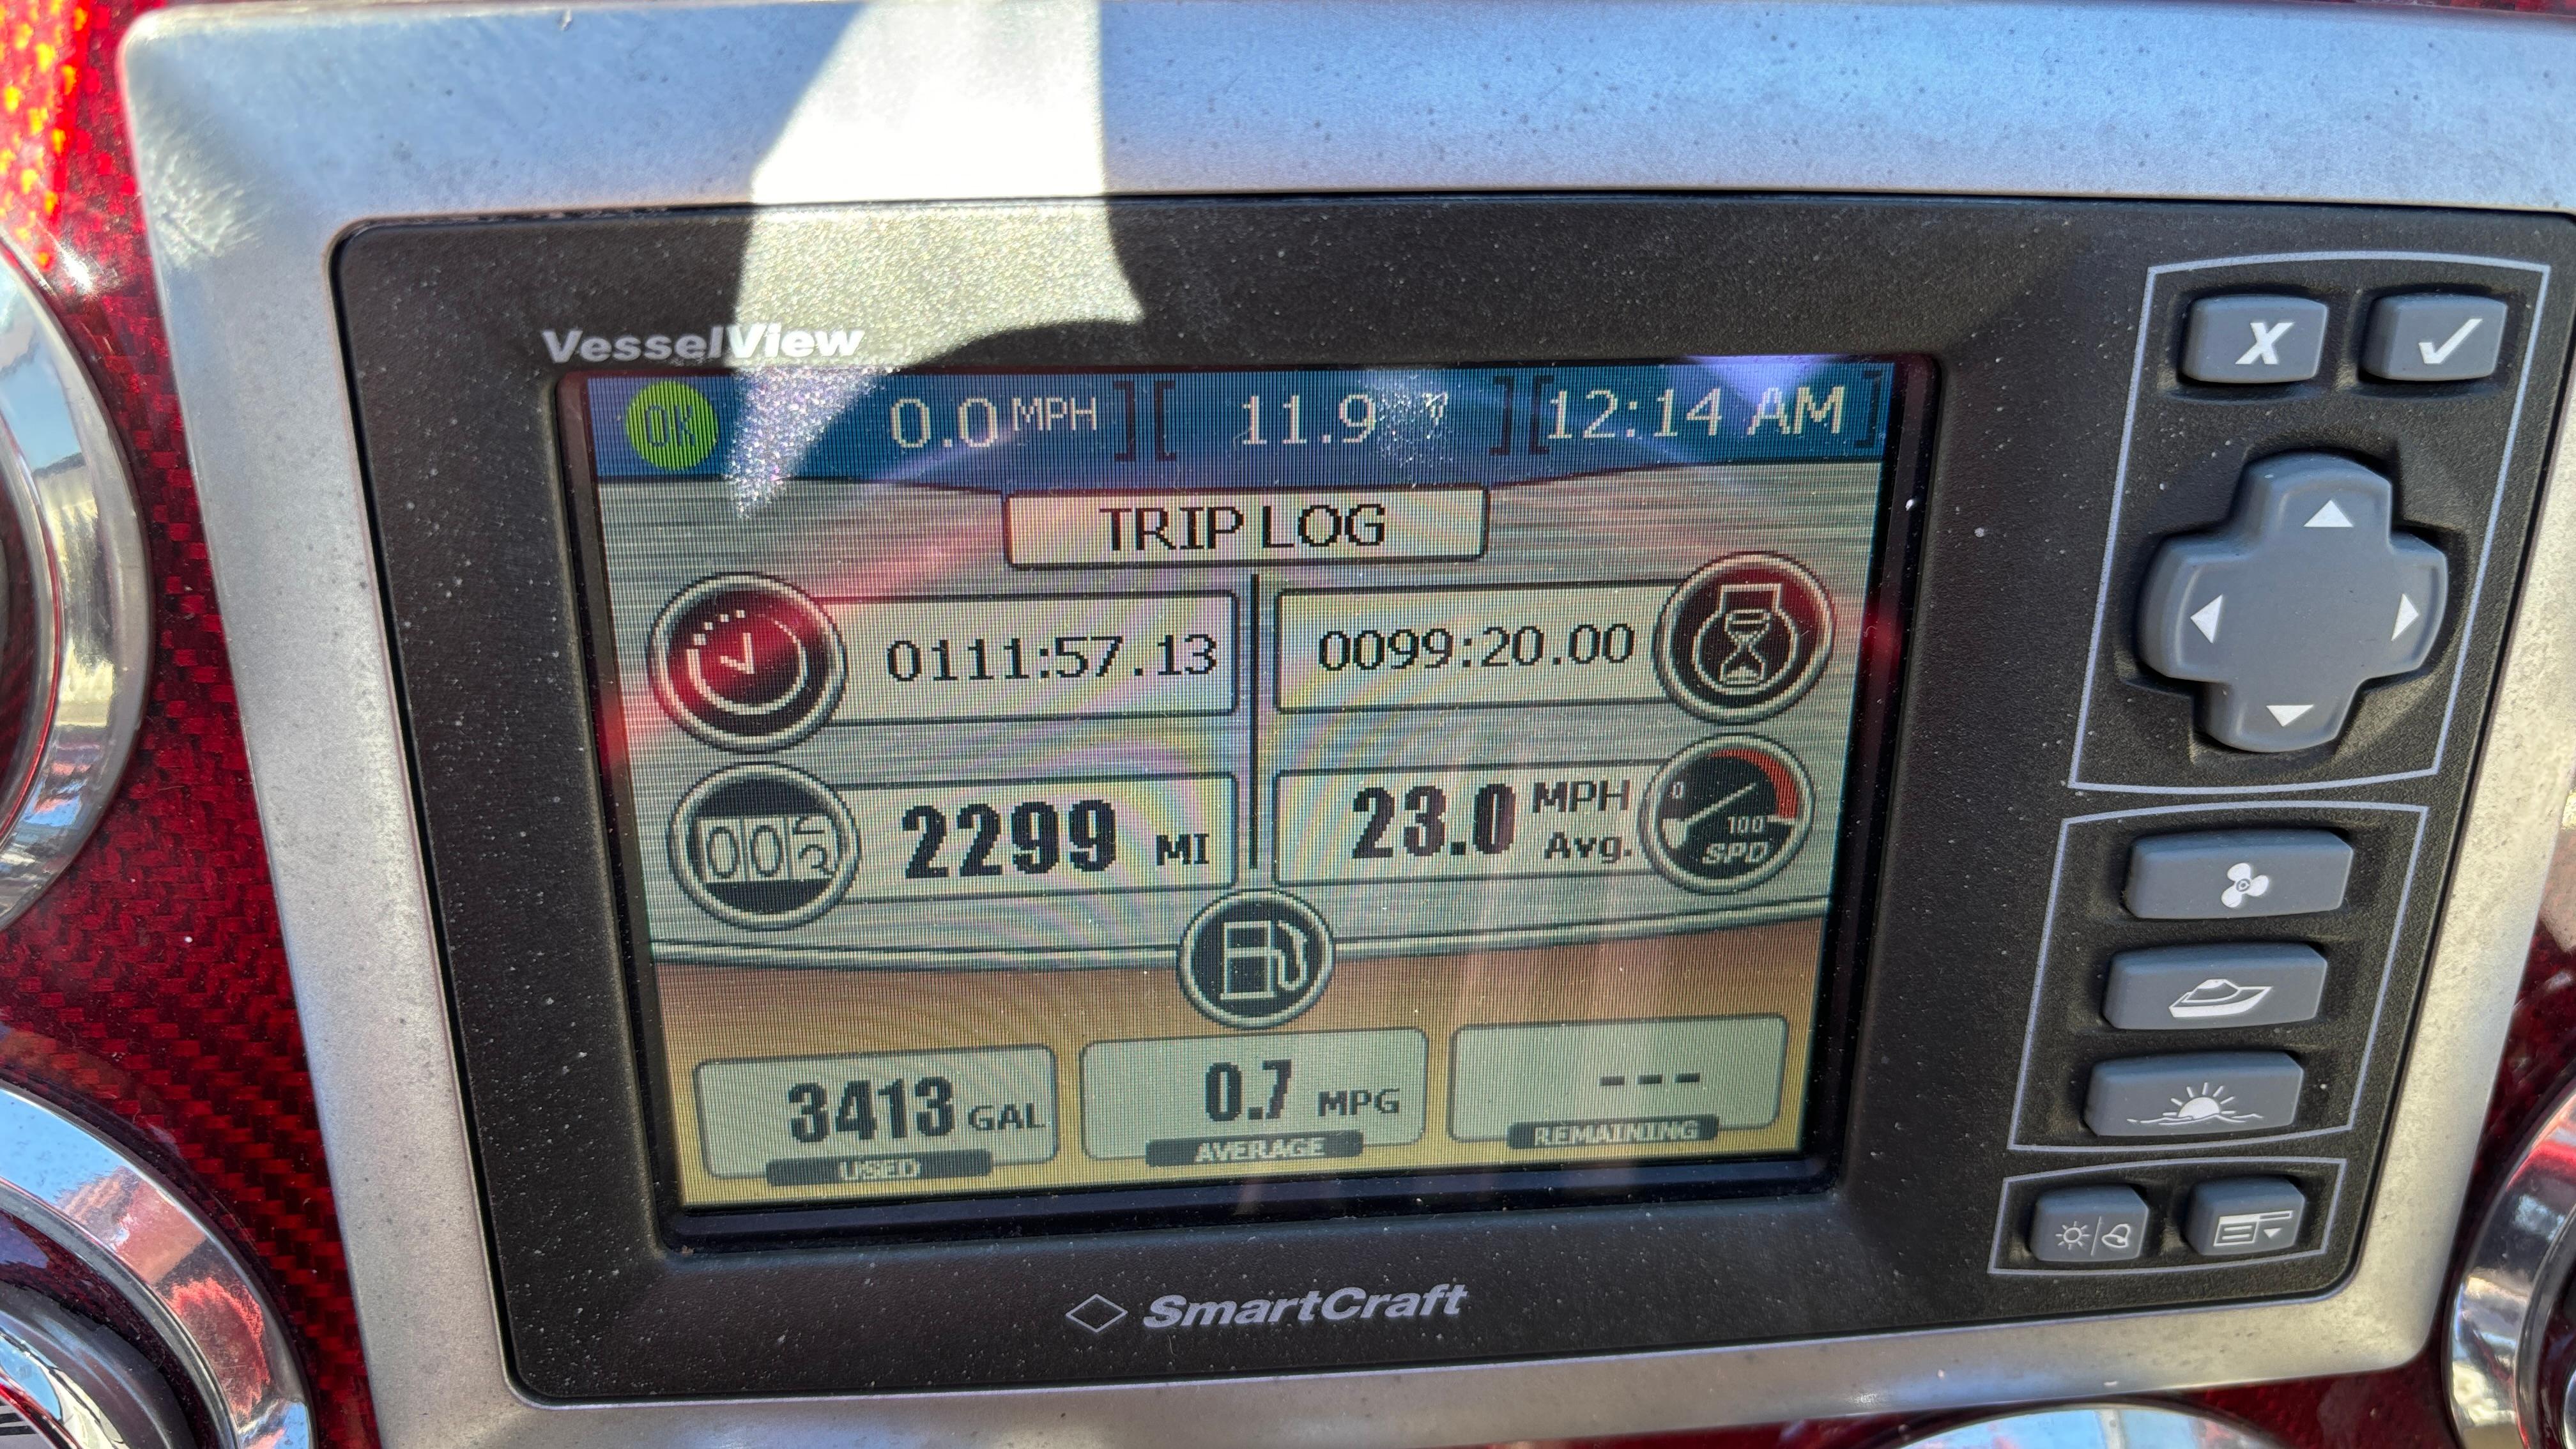 VesselView
OK 0.0 MPH ] [ 11.9 ] [ 12:14 AM ]
TRIP LOG
0111:57.13 0099:20.00
2299 MI 23.0 MPH Avg.
0 100 SPD
3413 GAL 0.7 MPG ---
USED AVERAGE REMAINING
SmartCraft
X